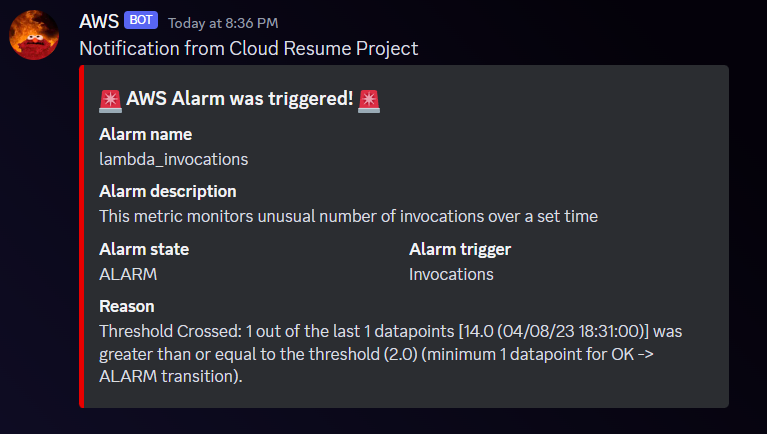 AWS BOT Today at 8:36 PM
Notification from Cloud Resume Project
🚨 AWS Alarm was triggered! 🚨
Alarm name
lambda_invocations
Alarm description
This metric monitors unusual number of invocations over a set time
Alarm state Alarm trigger
ALARM Invocations
Reason
Threshold Crossed: 1 out of the last 1 datapoints [14.0 (04/08/23 18:31:00)] was
greater than or equal to the threshold (2.0) (minimum 1 datapoint for OK ->
ALARM transition).